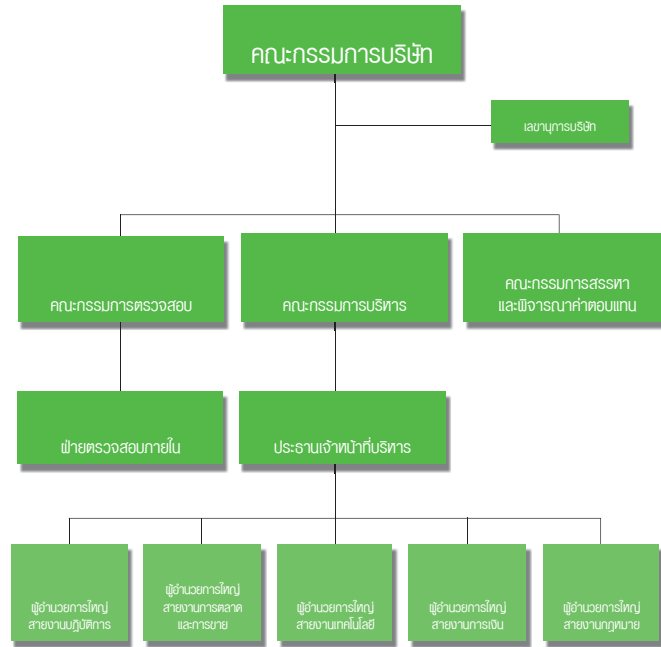 คณะกรรมการบริษัท
เลขานุการบริษัท
คณะกรรมการตรวจสอบ
คณะกรรมการบริหาร
คณะกรรมการสรรหา
และพิจารณาค่าตอบแทน
ฝ่ายตรวจสอบภายใน
ประธานเจ้าหน้าที่บริหาร
ผู้อำนวยการใหญ่
สายงานปฏิบัติการ
ผู้อำนวยการใหญ่
สายงานการตลาด
และการขาย
ผู้อำนวยการใหญ่
สายงานเทคโนโลยี
ผู้อำนวยการใหญ่
สายงานการเงิน
ผู้อำนวยการใหญ่
สายงานกฎหมาย